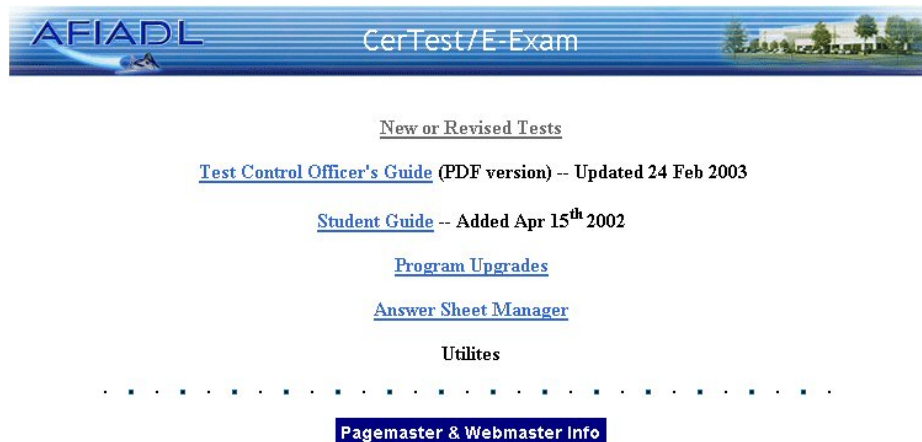 AFIADL
CerTest/E-Exam
New or Revised Tests
Test Control Officer's Guide (PDF version) -- Updated 24 Feb 2003
Student Guide -- Added Apr 15th 2002
Program Upgrades
Answer Sheet Manager
Utilites
Pagemaster & Webmaster Info